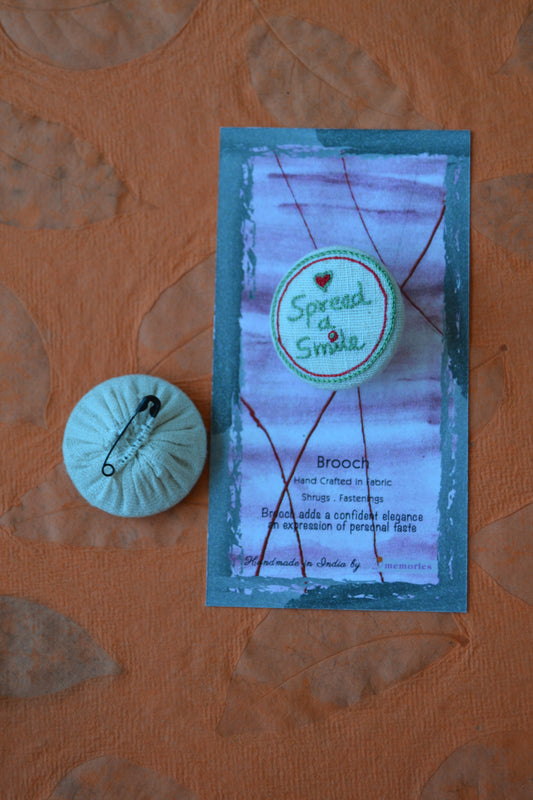 Spreed
a
Smile
Brooch
Hand Crafted in Fabric
Shrugs . Fastenings
Brooch adds a confident elegance
an expression of personal taste
Handmade in India by memories